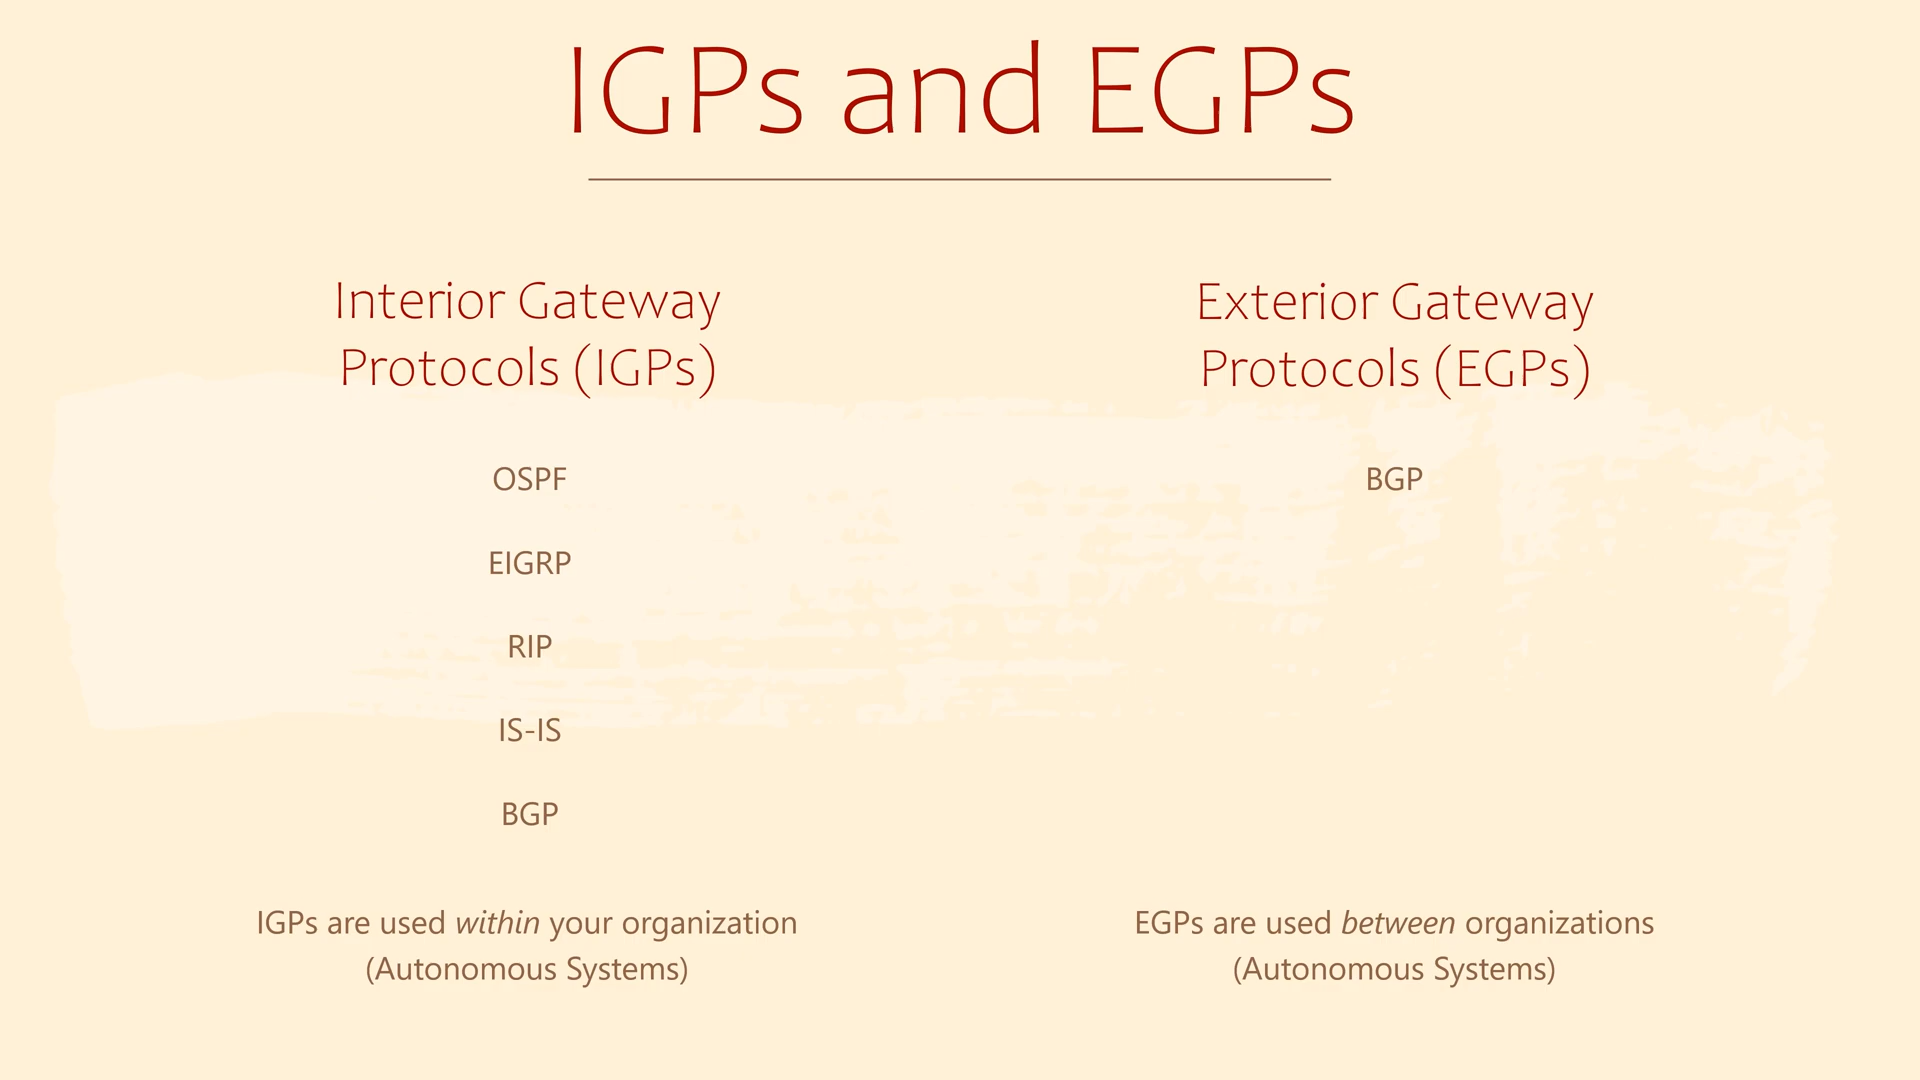 IGPs and EGPs
Interior Gateway
Protocols (IGPs)
OSPF
EIGRP
RIP
IS-IS
BGP
IGPs are used within your organization
(Autonomous Systems)
Exterior Gateway
Protocols (EGPs)
BGP
EGPs are used between organizations
(Autonomous Systems)